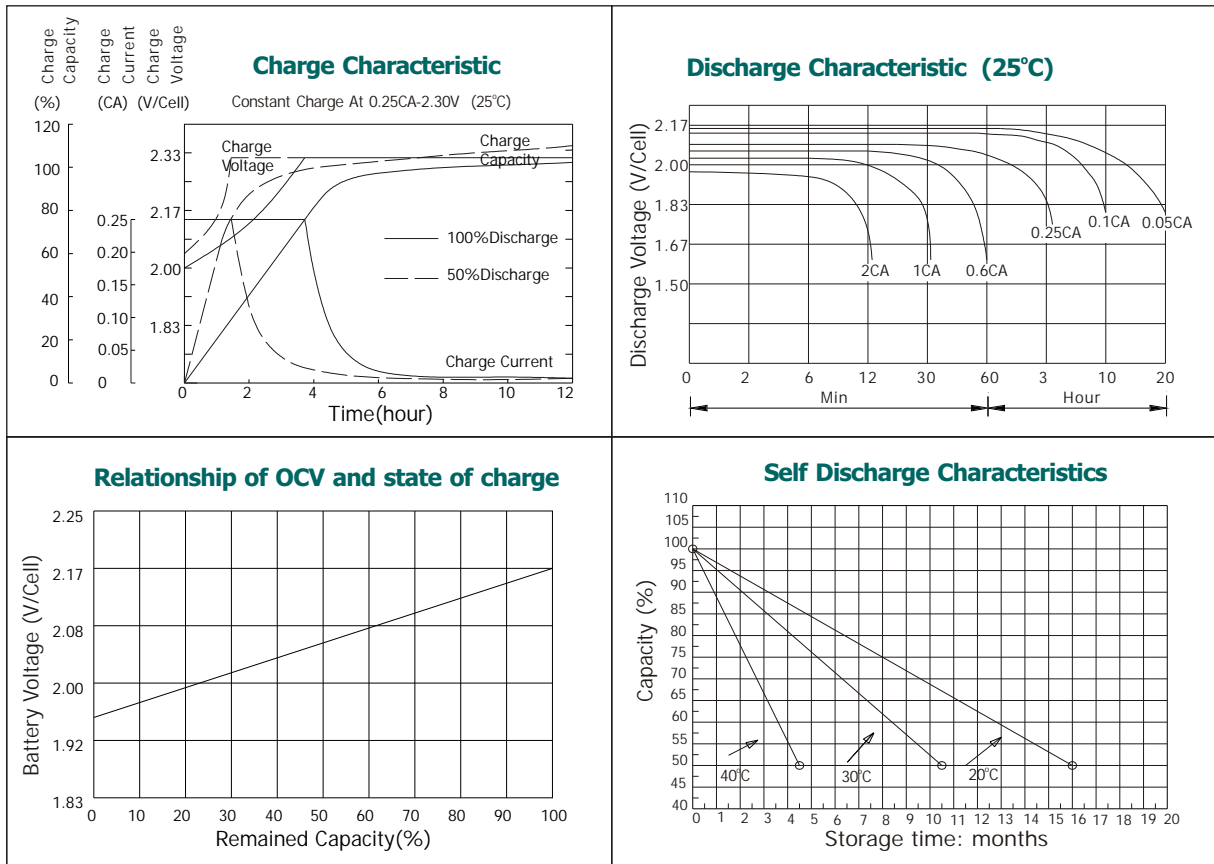 Charge Characteristic
Constant Charge At 0.25CA-2.30V (25°C)
Charge Capacity
Charge Current
Charge Voltage
(%) (CA) (V/Cell)
120
100
80
60
40
20
0
0.25
0.20
0.15
0.10
0.05
0
2.33
2.17
2.00
1.83
Charge Voltage
Charge Capacity
100%Discharge
50%Discharge
Charge Current
0 2 4 6 8 10 12
Time(hour)
Discharge Characteristic (25°C)
Discharge Voltage (V/Cell)
2.17
2.00
1.83
1.67
1.50
2CA 1CA 0.6CA 0.25CA 0.1CA 0.05CA
0 2 6 12 30 60 3 10 20
Min Hour
Relationship of OCV and state of charge
Battery Voltage (V/Cell)
2.25
2.17
2.08
2.00
1.92
1.83
0 10 20 30 40 50 60 70 80 90 100
Remained Capacity(%)
Self Discharge Characteristics
Capacity (%)
110
105
100
95
90
85
80
75
70
65
60
55
50
45
40
40°C 30°C 20°C
0 1 2 3 4 5 6 7 8 9 10 11 12 13 14 15 16 17 18 19 20
Storage time: months